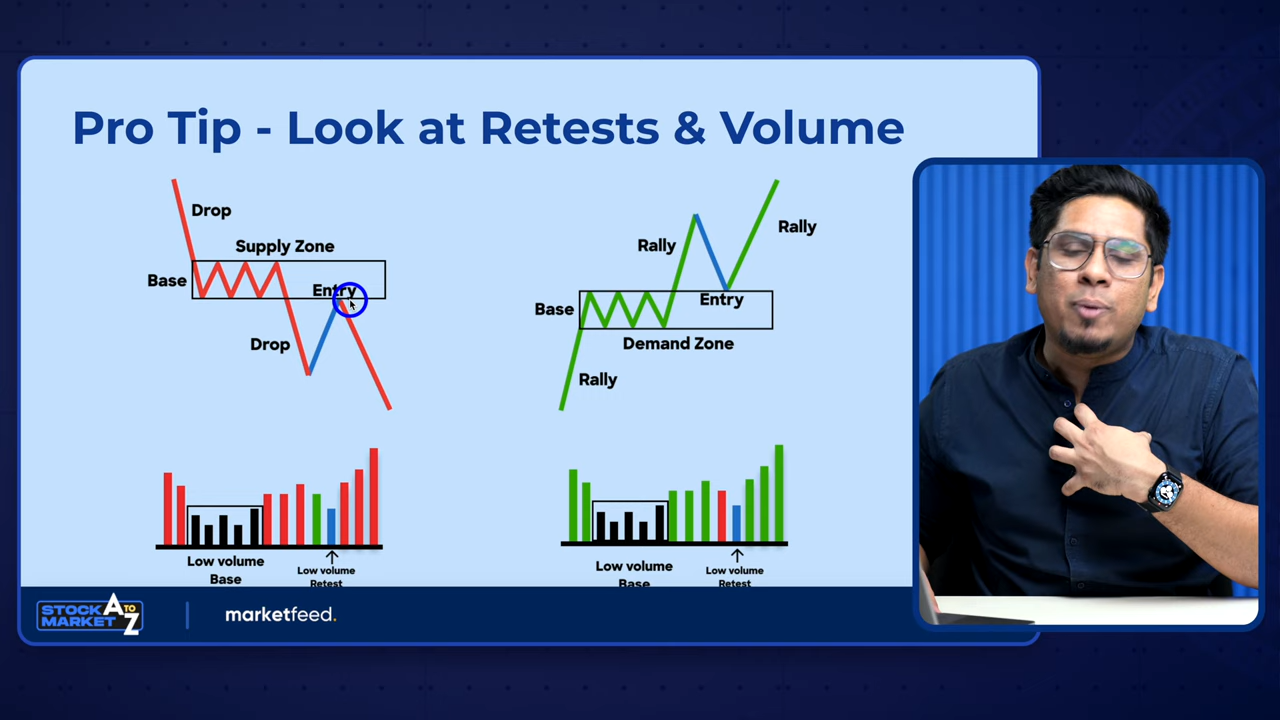 Pro Tip - Look at Retests & Volume
Drop
Supply Zone
Base
Entry
Drop
Low volume
Base
Low volume
Retest
Rally
Rally
Base
Entry
Demand Zone
Rally
Low volume
Base
Low volume
Retest
STOCK MARKET A TO Z
marketfeed.